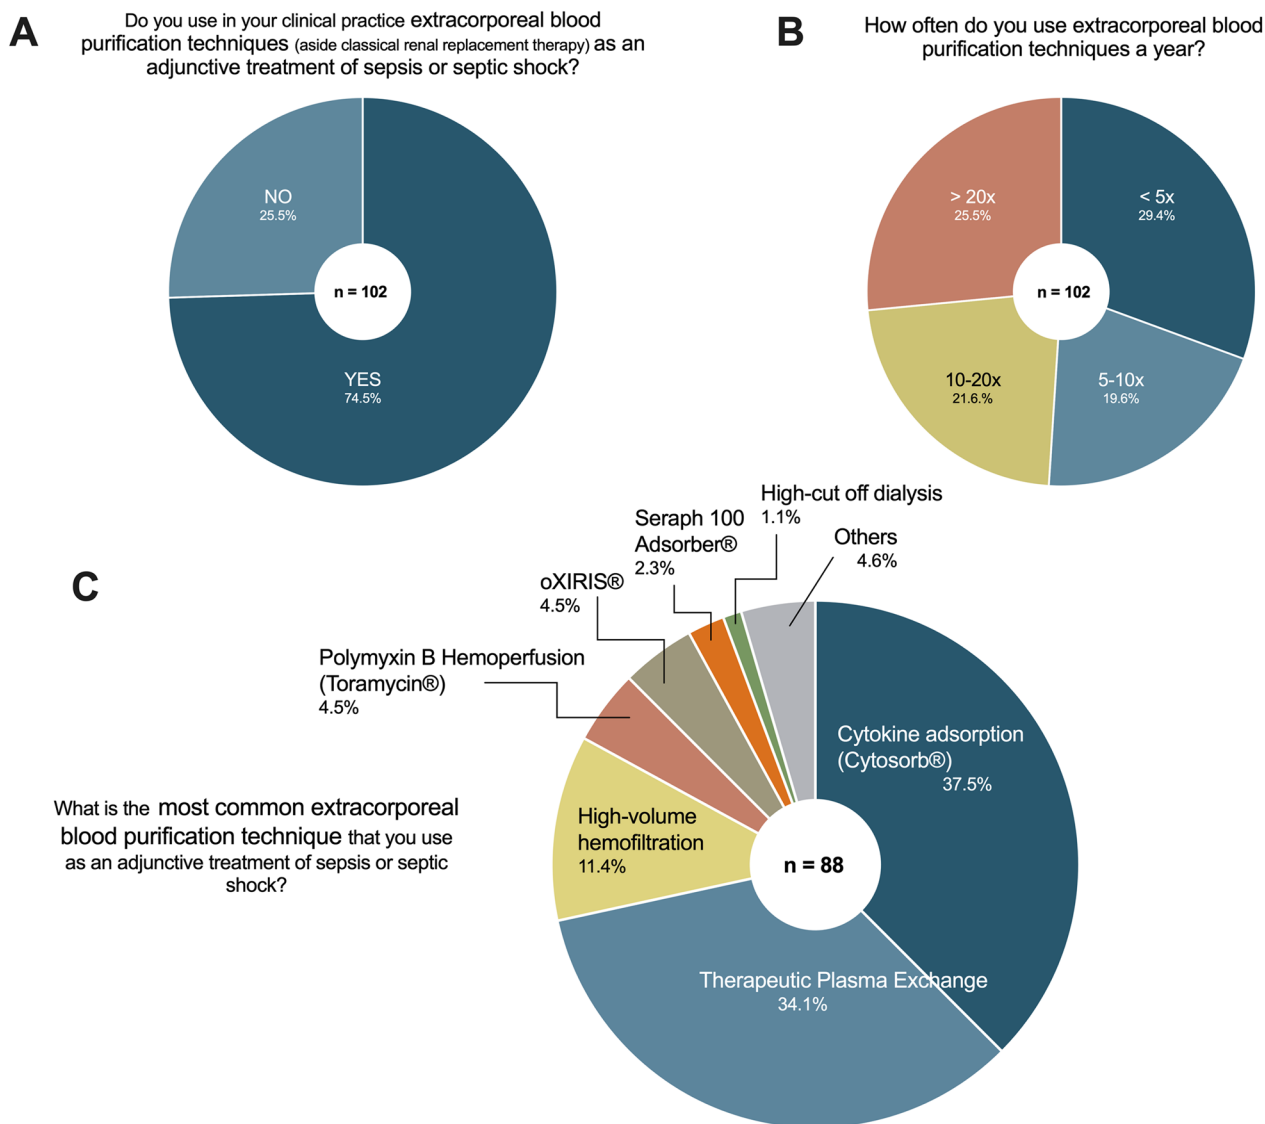 A
Do you use in your clinical practice extracorporeal blood
purification techniques (aside classical renal replacement therapy) as an
adjunctive treatment of sepsis or septic shock?
NO
25.5%
n = 102
YES
74.5%
B
How often do you use extracorporeal blood
purification techniques a year?
> 20x
25.5%
< 5x
29.4%
n = 102
10-20x
21.6.%
5-10x
19.6%
C
What is the most common extracorporeal
blood purification technique that you use
as an adjunctive treatment of sepsis or septic
shock?
High-cut off dialysis
1.1%
Seraph 100
Adsorber®
2.3%
Others
4.6%
oXIRIS®
4.5%
Polymyxin B Hemoperfusion
(Toramycin®)
4.5%
Cytokine adsorption
(Cytosorb®)
37.5%
High-volume
hemofiltration
11.4%
n = 88
Therapeutic Plasma Exchange
34.1%